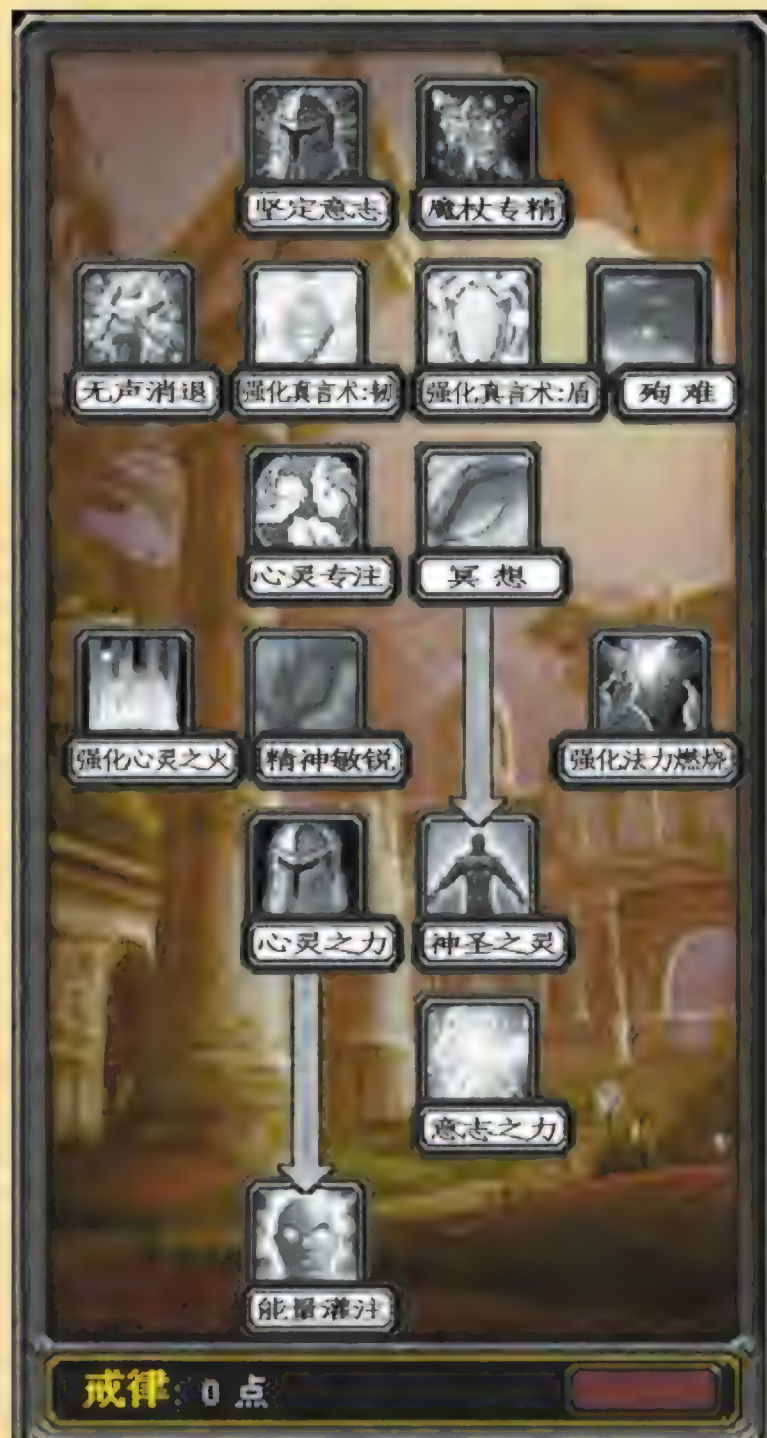 坚定意志 魔杖专精
无声消退 强化真言术:韧 强化真言术:盾 殉难
心灵专注 冥想
强化心灵之火 精神敏锐 强化法力燃烧
心灵之力 神圣之灵
意志之力
能量灌注
戒律: 0 点